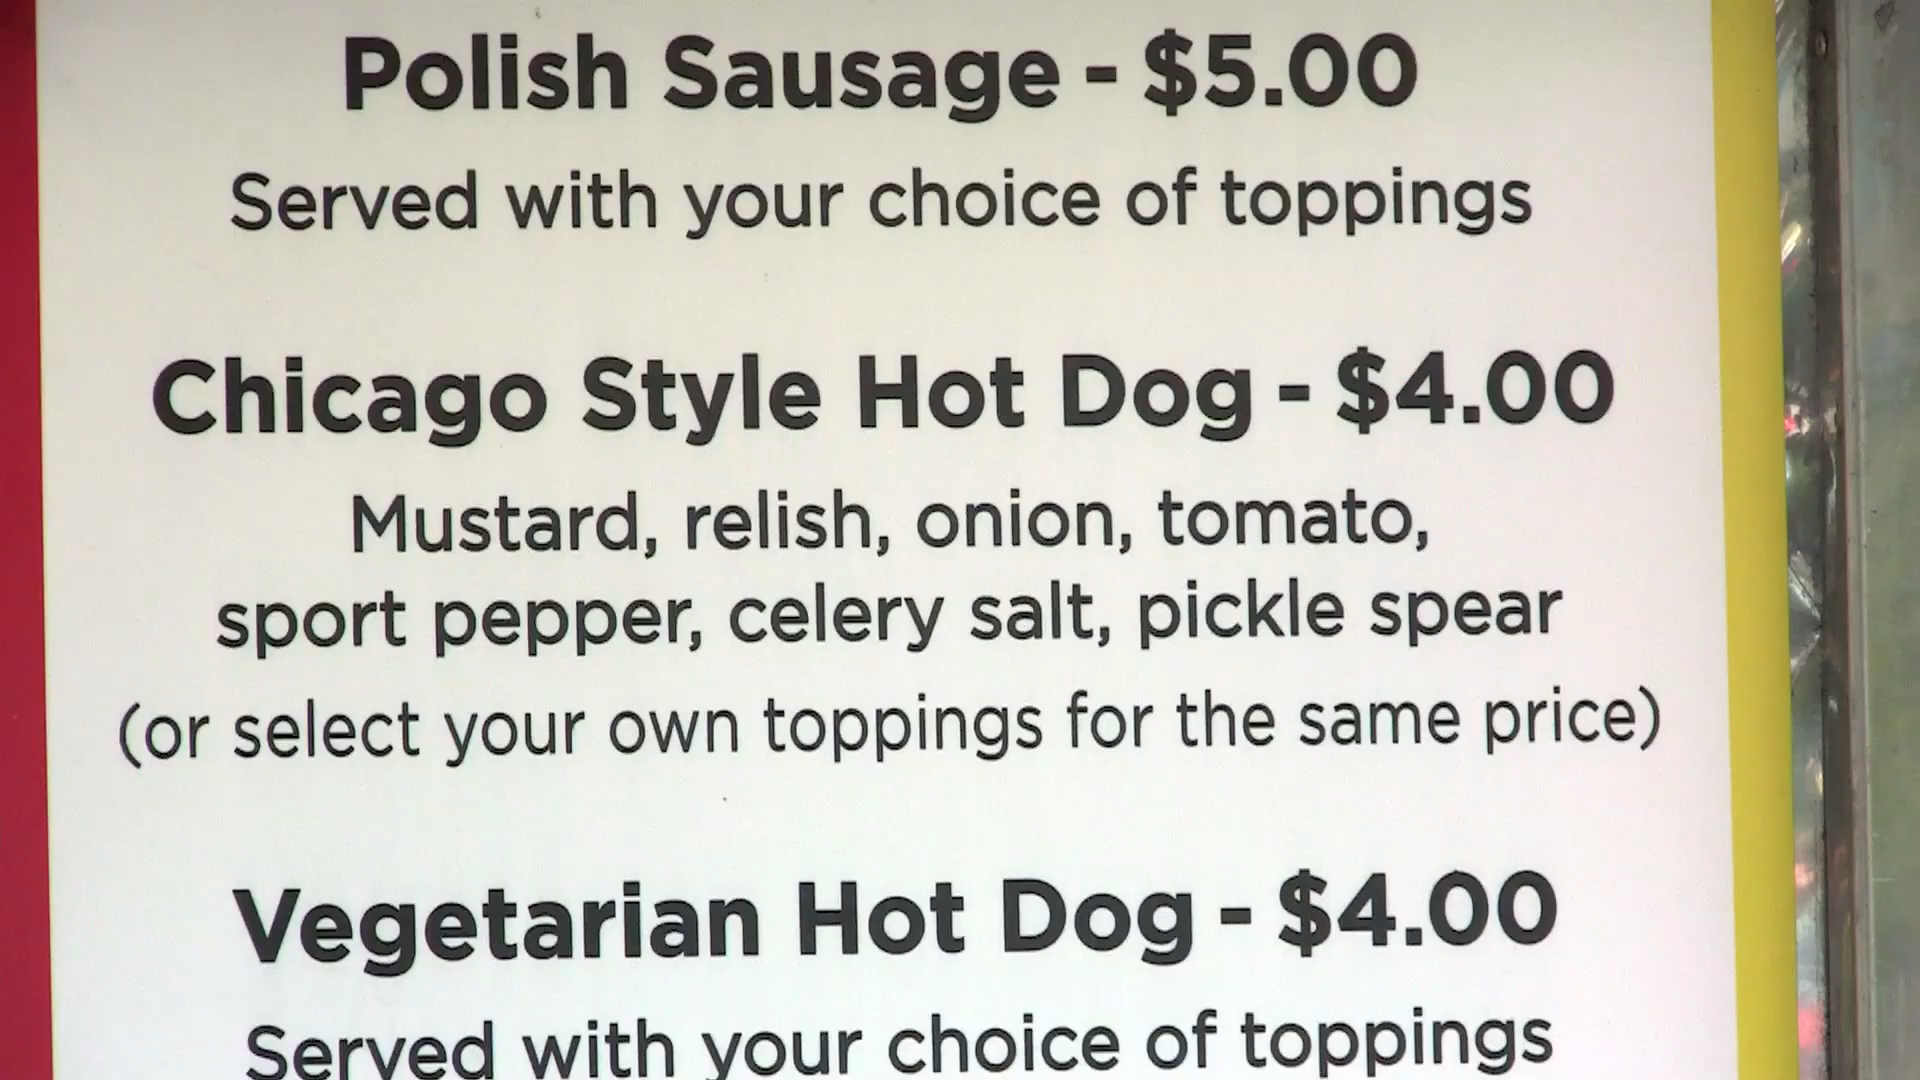 Polish Sausage - $5.00
Served with your choice of toppings
Chicago Style Hot Dog - $4.00
Mustard, relish, onion, tomato,
sport pepper, celery salt, pickle spear
(or select your own toppings for the same price)
Vegetarian Hot Dog - $4.00
Served with your choice of toppings